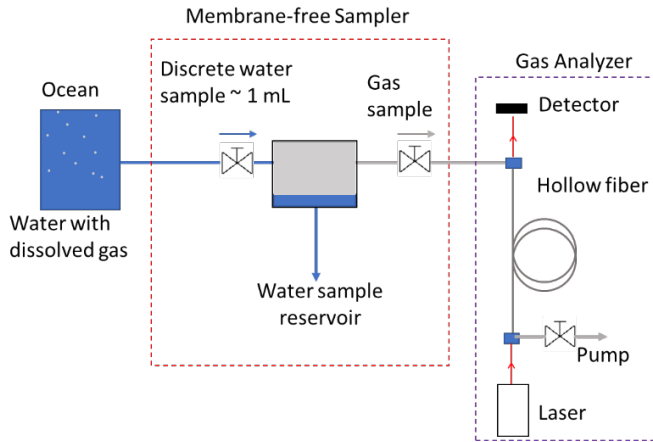 Membrane-free Sampler
Gas Analyzer
Ocean
Discrete water
sample ~ 1 mL
Gas
sample
Detector
Hollow fiber
Water with
dissolved gas
Water sample
reservoir
Pump
Laser